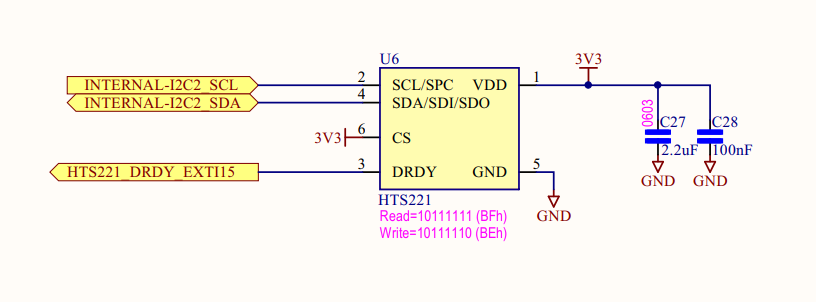 U6
INTERNAL-I2C2_SCL 2 SCL/SPC VDD 1 3V3
INTERNAL-I2C2_SDA 4 SDA/SDI/SDO
0603 C27 C28
3V3 6 CS
2.2uF 100nF
HTS221_DRDY_EXTI15 3 DRDY GND 5
GND GND
HTS221
GND
Read=10111111 (BFh)
Write=10111110 (BEh)